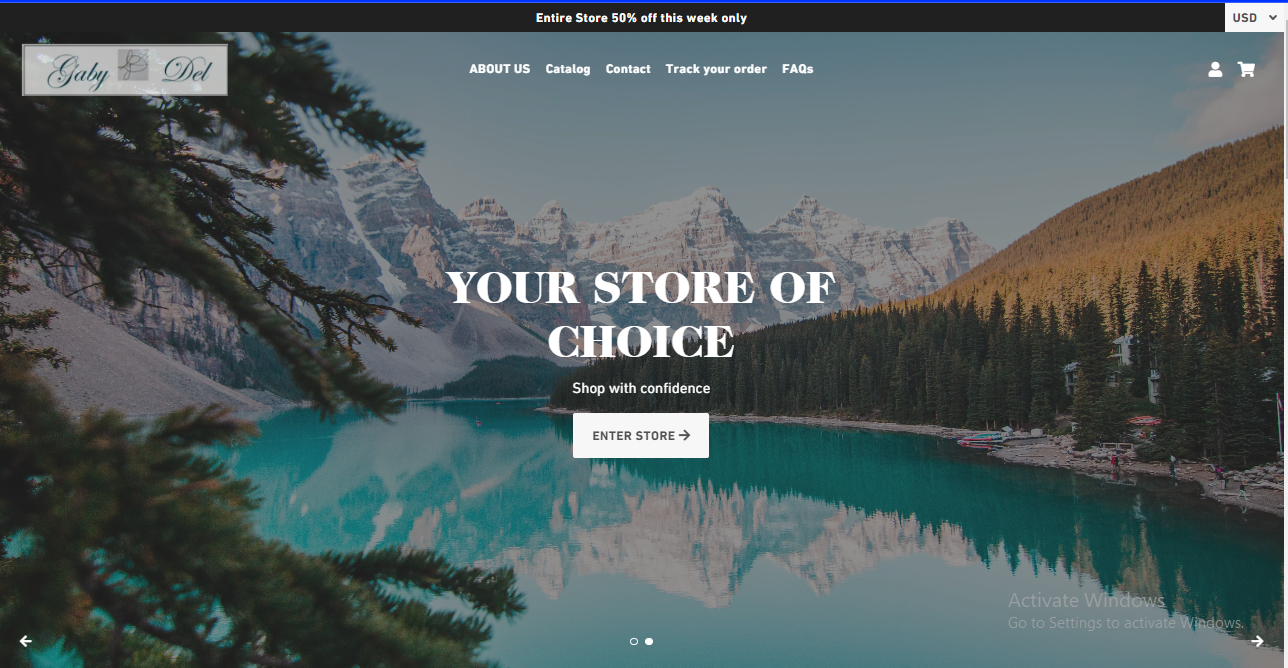 Entire Store 50% off this week only
USD
Gaby Del
ABOUT US Catalog Contact Track your order FAQs
YOUR STORE OF
CHOICE
Shop with confidence
ENTER STORE
Activate Windows
Go to Settings to activate Windows.